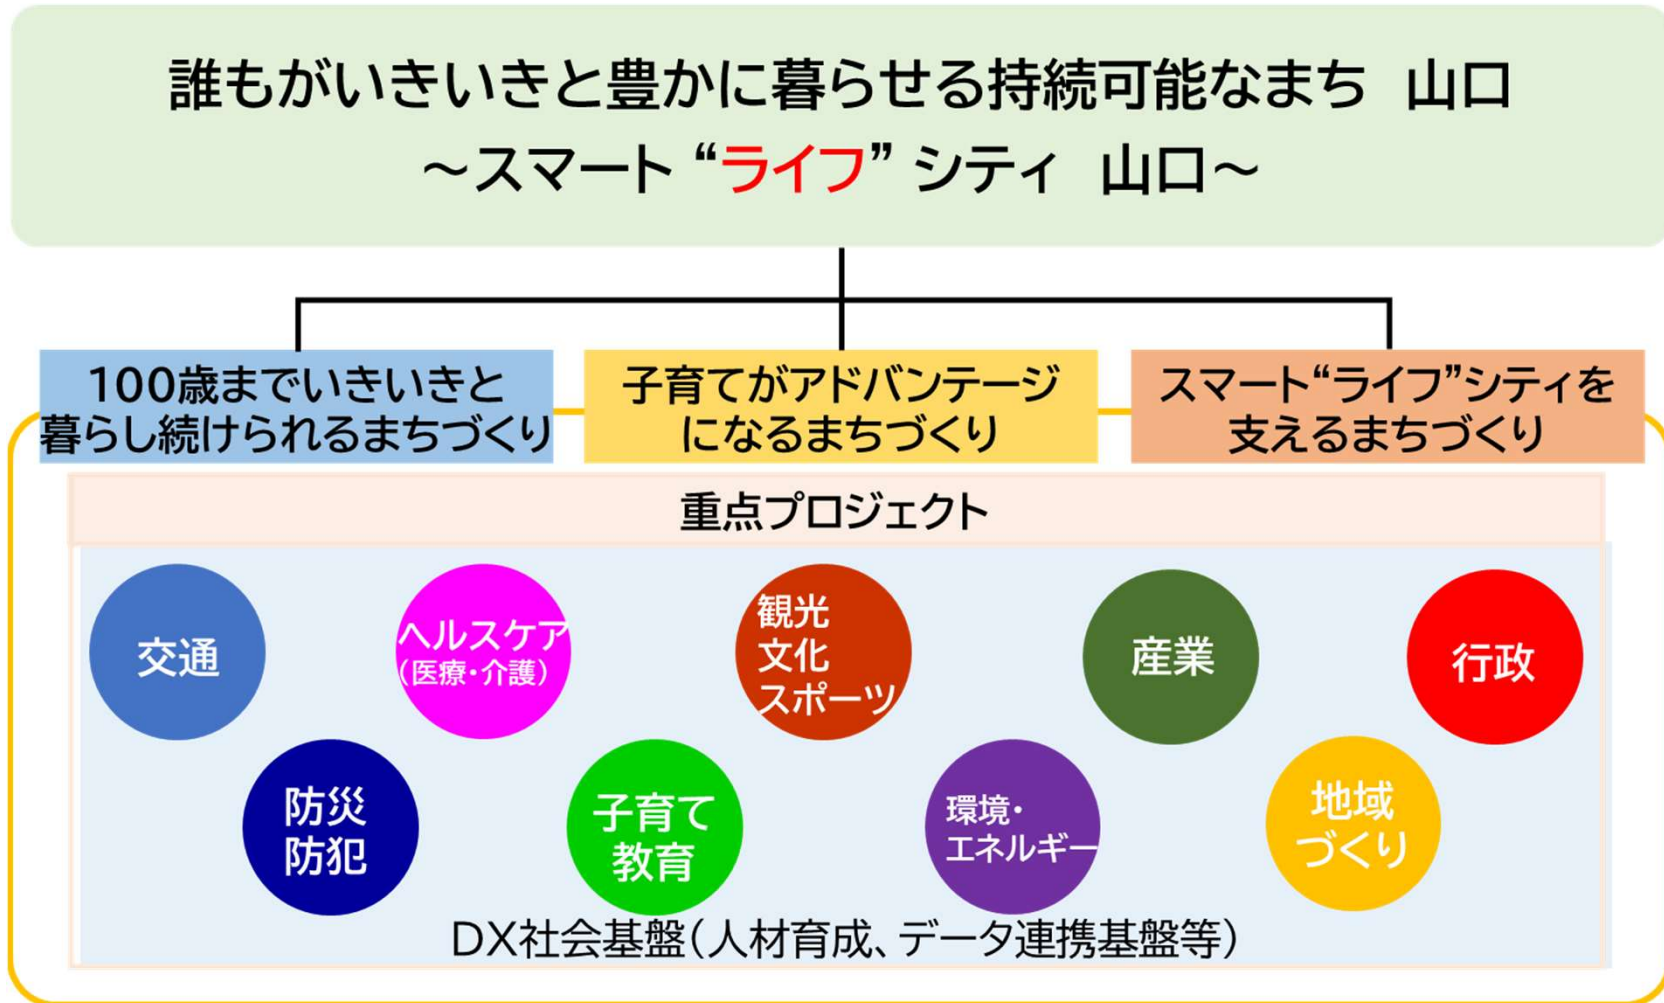 誰もがいきいきと豊かに暮らせる持続可能なまち　山口
～スマート “ライフ” シティ　山口～
100歳までいきいきと
暮らし続けられるまちづくり
子育てがアドバンテージ
になるまちづくり
スマート“ライフ”シティを
支えるまちづくり
重点プロジェクト
交通
ヘルスケア
（医療・介護）
観光
文化
スポーツ
産業
行政
防災
防犯
子育て
教育
環境・
エネルギー
地域
づくり
DX社会基盤（人材育成、データ連携基盤等）